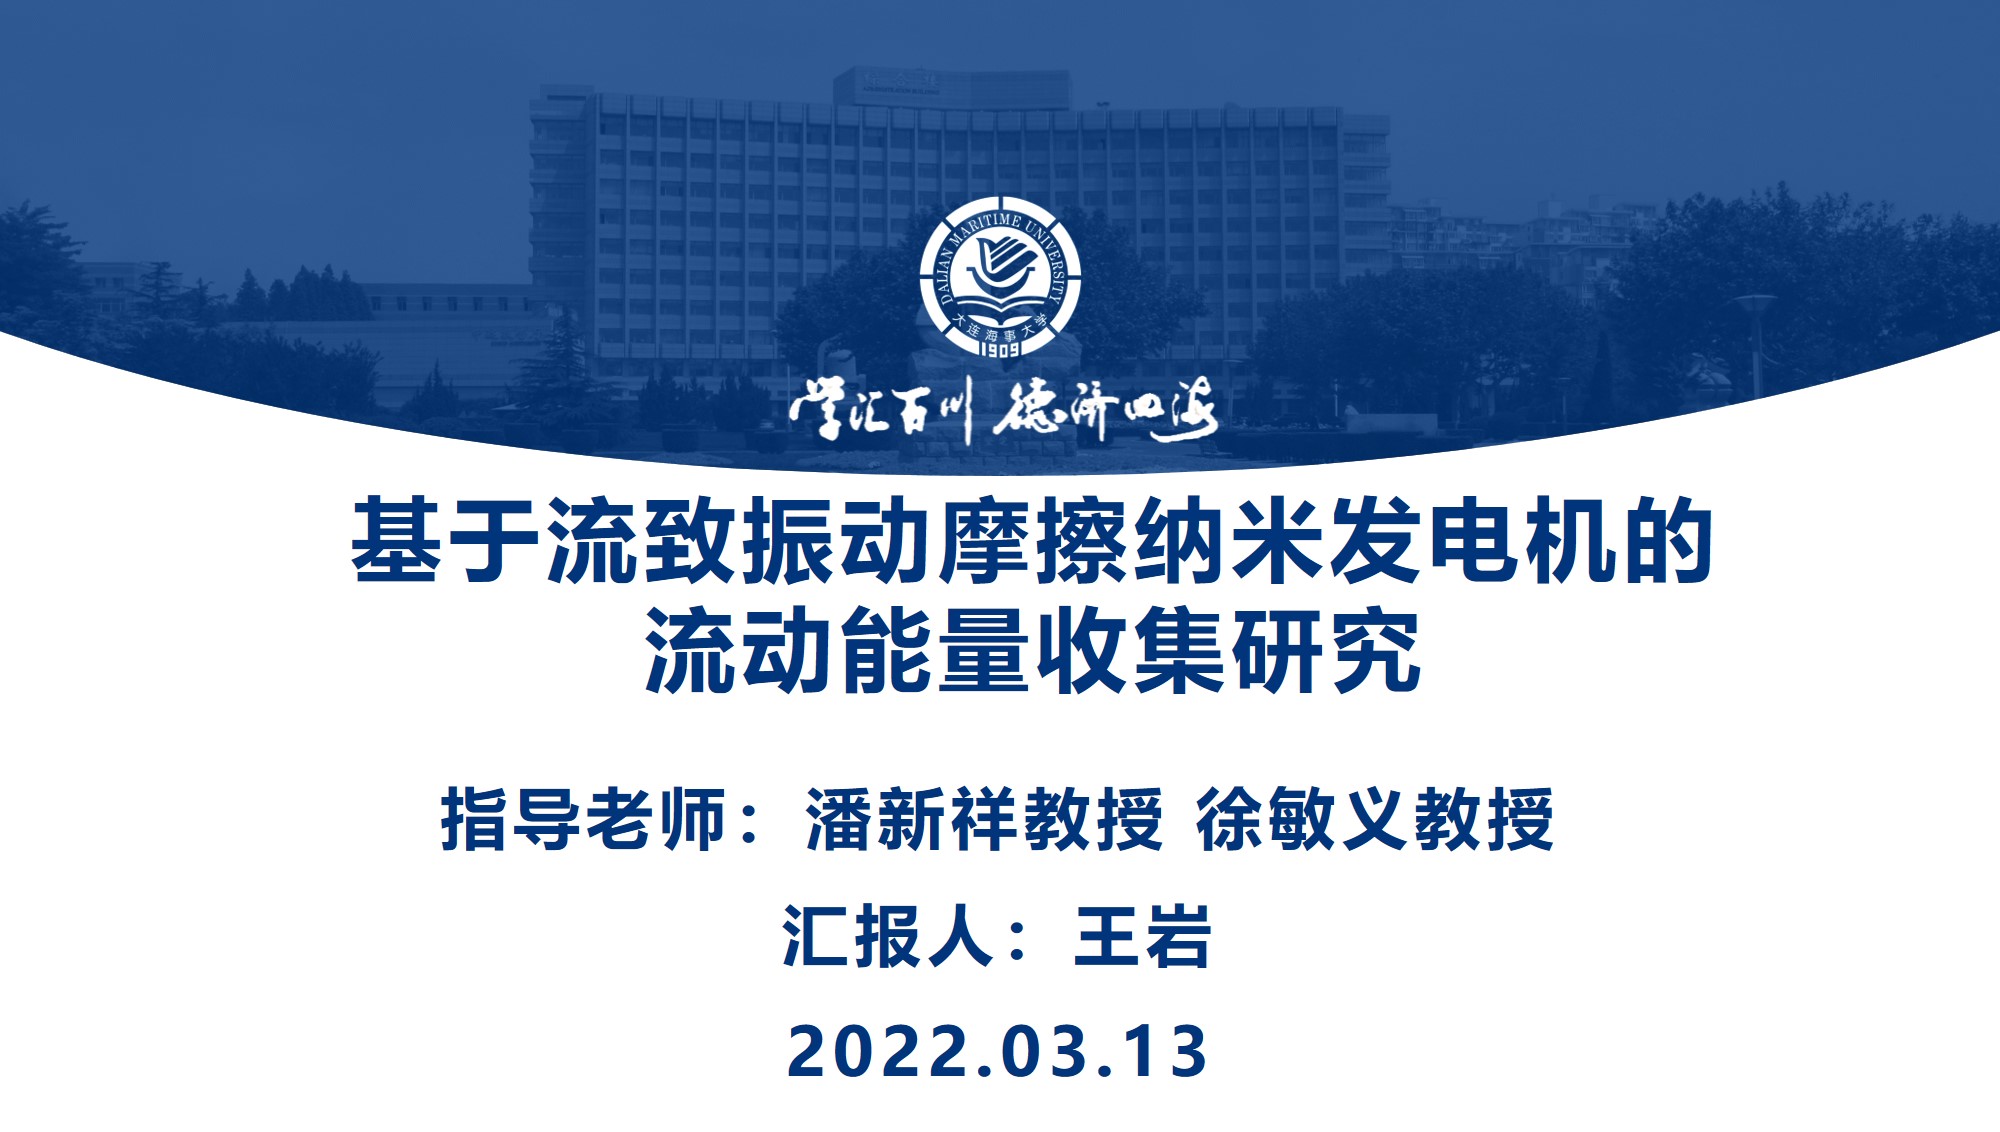 DALIAN MARITIME UNIVERSITY
大连海事大学
1909
学汇百川 德济四海
基于流致振动摩擦纳米发电机的
流动能量收集研究
指导老师：潘新祥教授 徐敏义教授
汇报人：王岩
2022.03.13